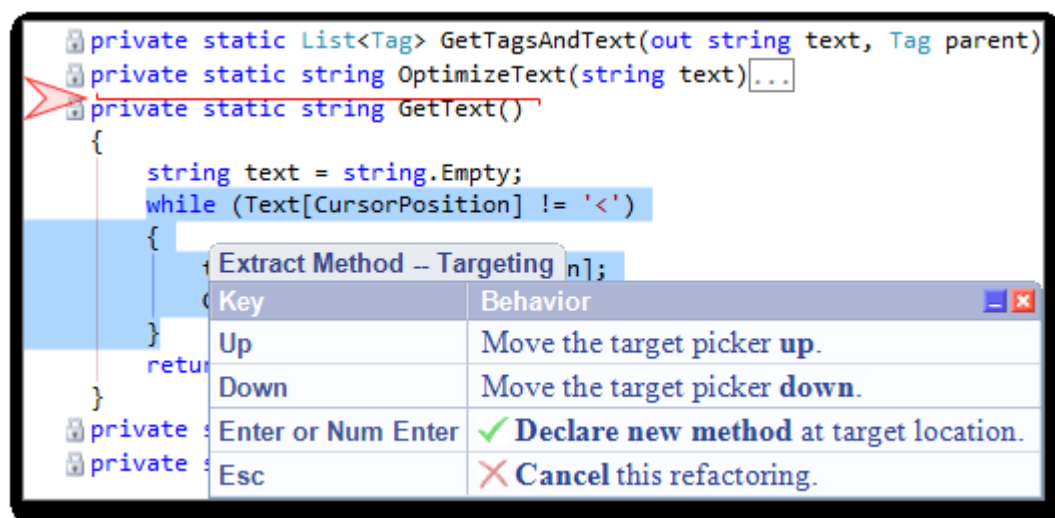 private static List<Tag> GetTagsAndText(out string text, Tag parent)
private static string OptimizeText(string text)...
private static string GetText()
{
string text = string.Empty;
while (Text[CursorPosition] != '<')
{
Extract Method -- Targeting n];
Key Behavior
}
Up Move the target picker up.
retur
Down Move the target picker down.
}
private s Enter or Num Enter Declare new method at target location.
private s Esc Cancel this refactoring.